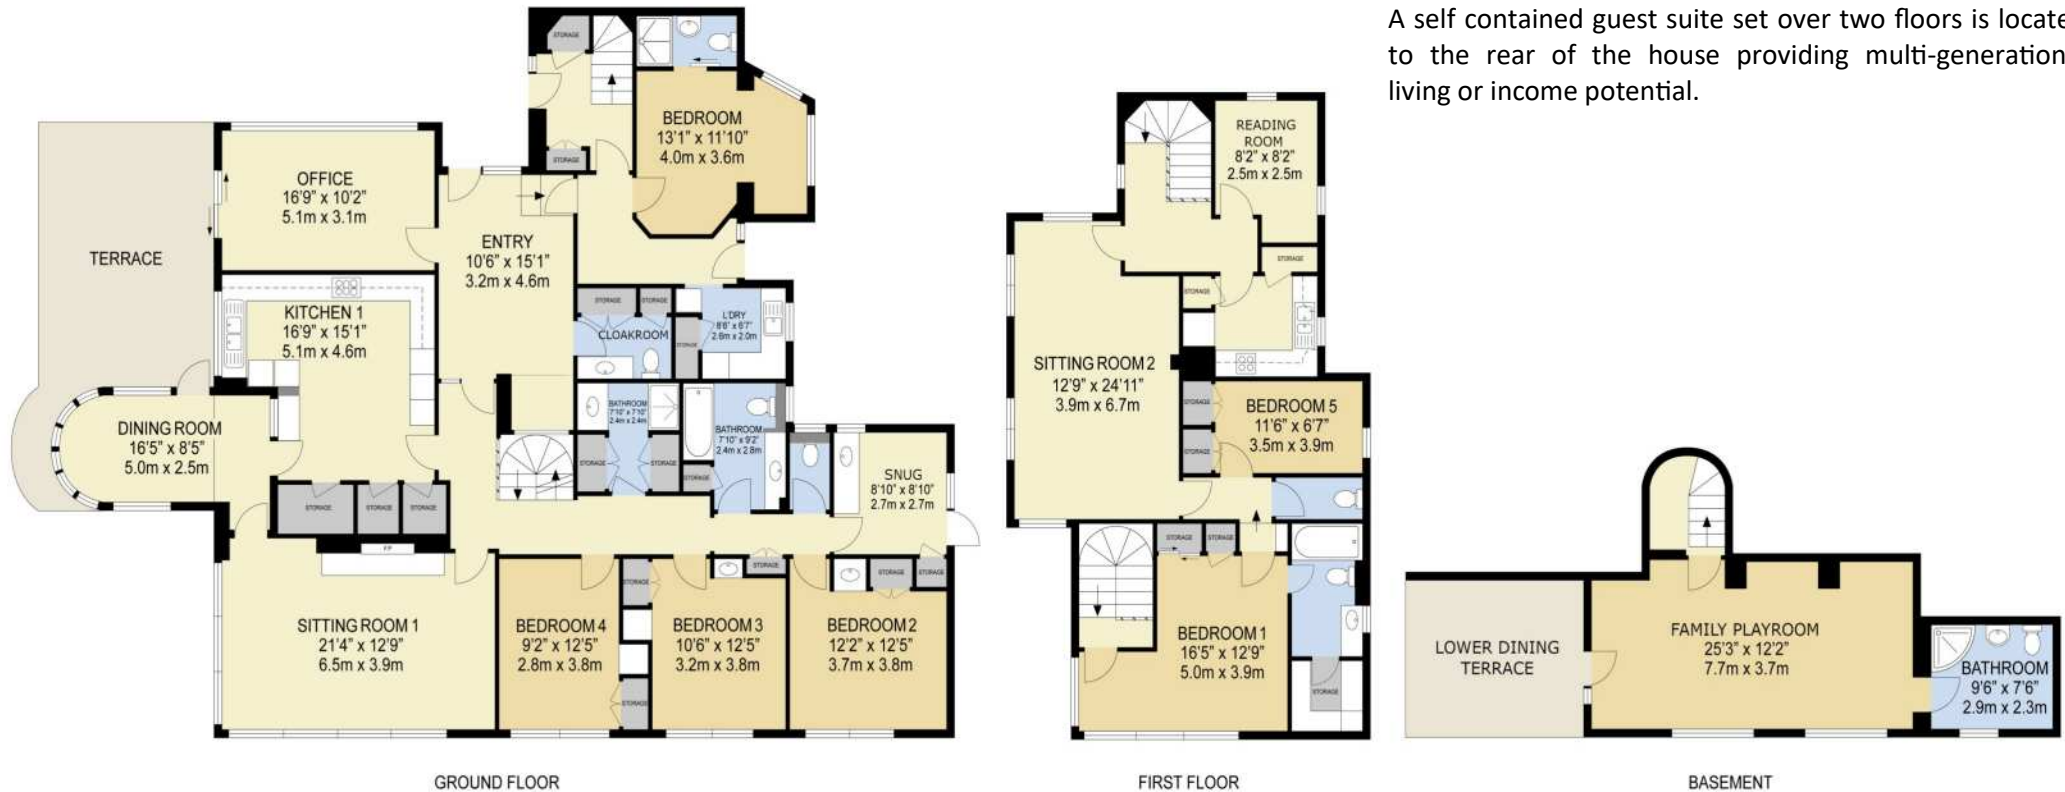 A self contained guest suite set over two floors is locate
to the rear of the house providing multi-generation
living or income potential.
STORAGE
STORAGE
BEDROOM
13'1" x 11'10"
4.0m x 3.6m
OFFICE
16'9" x 10'2"
5.1m x 3.1m
TERRACE
ENTRY
10'6" x 15'1"
3.2m x 4.6m
KITCHEN 1
16'9" x 15'1"
5.1m x 4.6m
STORAGE
STORAGE
CLOAKROOM
STORAGE
L'DRY
8'6" x 6'7"
2.6m x 2.0m
DINING ROOM
16'5" x 8'5"
5.0m x 2.5m
BATHROOM
7'10" x 7'10"
2.4m x 2.4m
STORAGE
STORAGE
BATHROOM
7'10" x 9'2"
2.4m x 2.8m
STORAGE
SNUG
8'10" x 8'10"
2.7m x 2.7m
STORAGE
STORAGE
STORAGE
FP
SITTING ROOM 1
21'4" x 12'9"
6.5m x 3.9m
BEDROOM 4
9'2" x 12'5"
2.8m x 3.8m
STORAGE
STORAGE
BEDROOM 3
10'6" x 12'5"
3.2m x 3.8m
STORAGE
BEDROOM 2
12'2" x 12'5"
3.7m x 3.8m
STORAGE
STORAGE
GROUND FLOOR
READING
ROOM
8'2" x 8'2"
2.5m x 2.5m
STORAGE
STORAGE
SITTING ROOM 2
12'9" x 24'11"
3.9m x 6.7m
STORAGE
STORAGE
BEDROOM 5
11'6" x 6'7"
3.5m x 3.9m
STORAGE
STORAGE
BEDROOM 1
16'5" x 12'9"
5.0m x 3.9m
STORAGE
FIRST FLOOR
LOWER DINING
TERRACE
FAMILY PLAYROOM
25'3" x 12'2"
7.7m x 3.7m
BATHROOM
9'6" x 7'6"
2.9m x 2.3m
BASEMENT